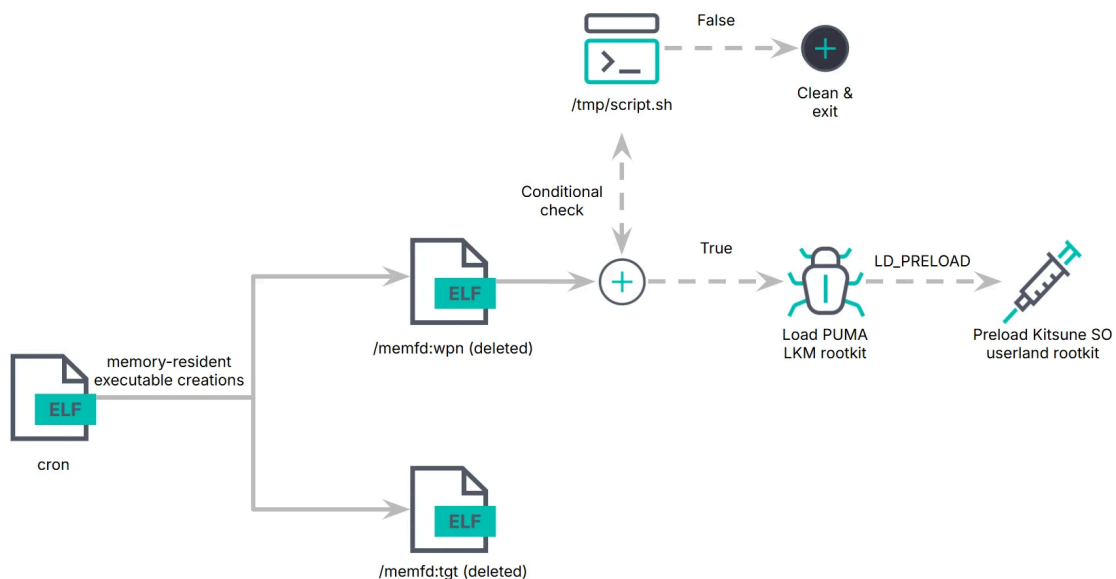 False
/tmp/script.sh
Clean &
exit
Conditional
check
True
LD_PRELOAD
ELF
/memfd:wpn (deleted)
Load PUMA
LKM rootkit
Preload Kitsune SO
userland rootkit
memory-resident
executable creations
ELF
cron
ELF
/memfd:tgt (deleted)